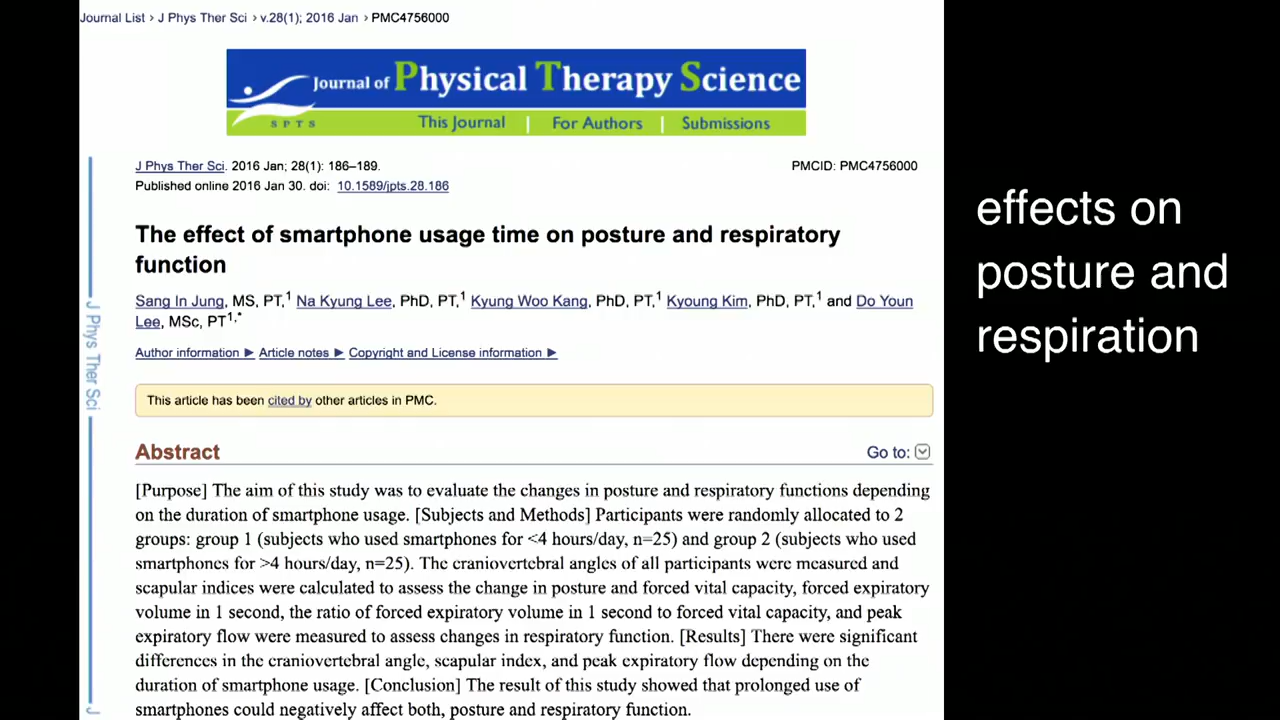 Journal List > J Phys Ther Sci > v.28(1); 2016 Jan > PMC4756000
Journal of Physical Therapy Science
SPTS
This Journal | For Authors | Submissions
J Phys Ther Sci. 2016 Jan; 28(1): 186–189.
PMCID: PMC4756000
Published online 2016 Jan 30. doi: 10.1589/jpts.28.186
The effect of smartphone usage time on posture and respiratory
function
Sang In Jung, MS, PT,1 Na Kyung Lee, PhD, PT,1 Kyung Woo Kang, PhD, PT,1 Kyoung Kim, PhD, PT,1 and Do Youn
Lee, MSc, PT1,*
Author information ► Article notes ► Copyright and License information ►
This article has been cited by other articles in PMC.
Abstract
Go to:
[Purpose] The aim of this study was to evaluate the changes in posture and respiratory functions depending
on the duration of smartphone usage. [Subjects and Methods] Participants were randomly allocated to 2
groups: group 1 (subjects who used smartphones for <4 hours/day, n=25) and group 2 (subjects who used
smartphones for >4 hours/day, n=25). The craniovertebral angles of all participants were measured and
scapular indices were calculated to assess the change in posture and forced vital capacity, forced expiratory
volume in 1 second, the ratio of forced expiratory volume in 1 second to forced vital capacity, and peak
expiratory flow were measured to assess changes in respiratory function. [Results] There were significant
differences in the craniovertebral angle, scapular index, and peak expiratory flow depending on the
duration of smartphone usage. [Conclusion] The result of this study showed that prolonged use of
smartphones could negatively affect both, posture and respiratory function.
J Phys Ther Sci
J
effects on
posture and
respiration